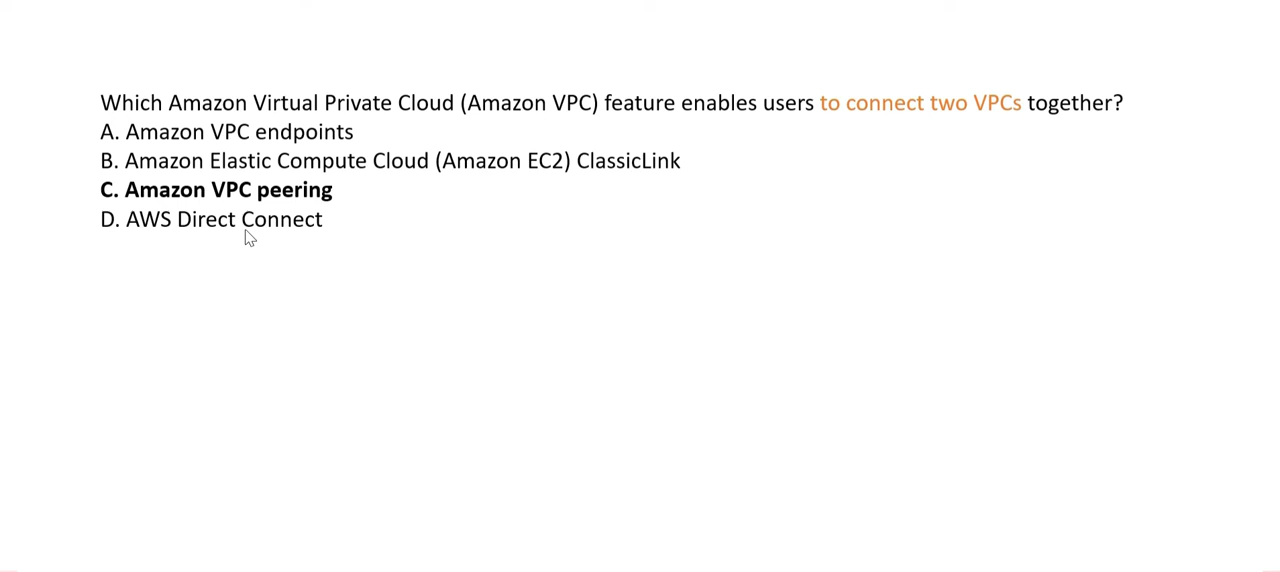 Which Amazon Virtual Private Cloud (Amazon VPC) feature enables users to connect two VPCs together?
A. Amazon VPC endpoints
B. Amazon Elastic Compute Cloud (Amazon EC2) ClassicLink
C. Amazon VPC peering
D. AWS Direct Connect